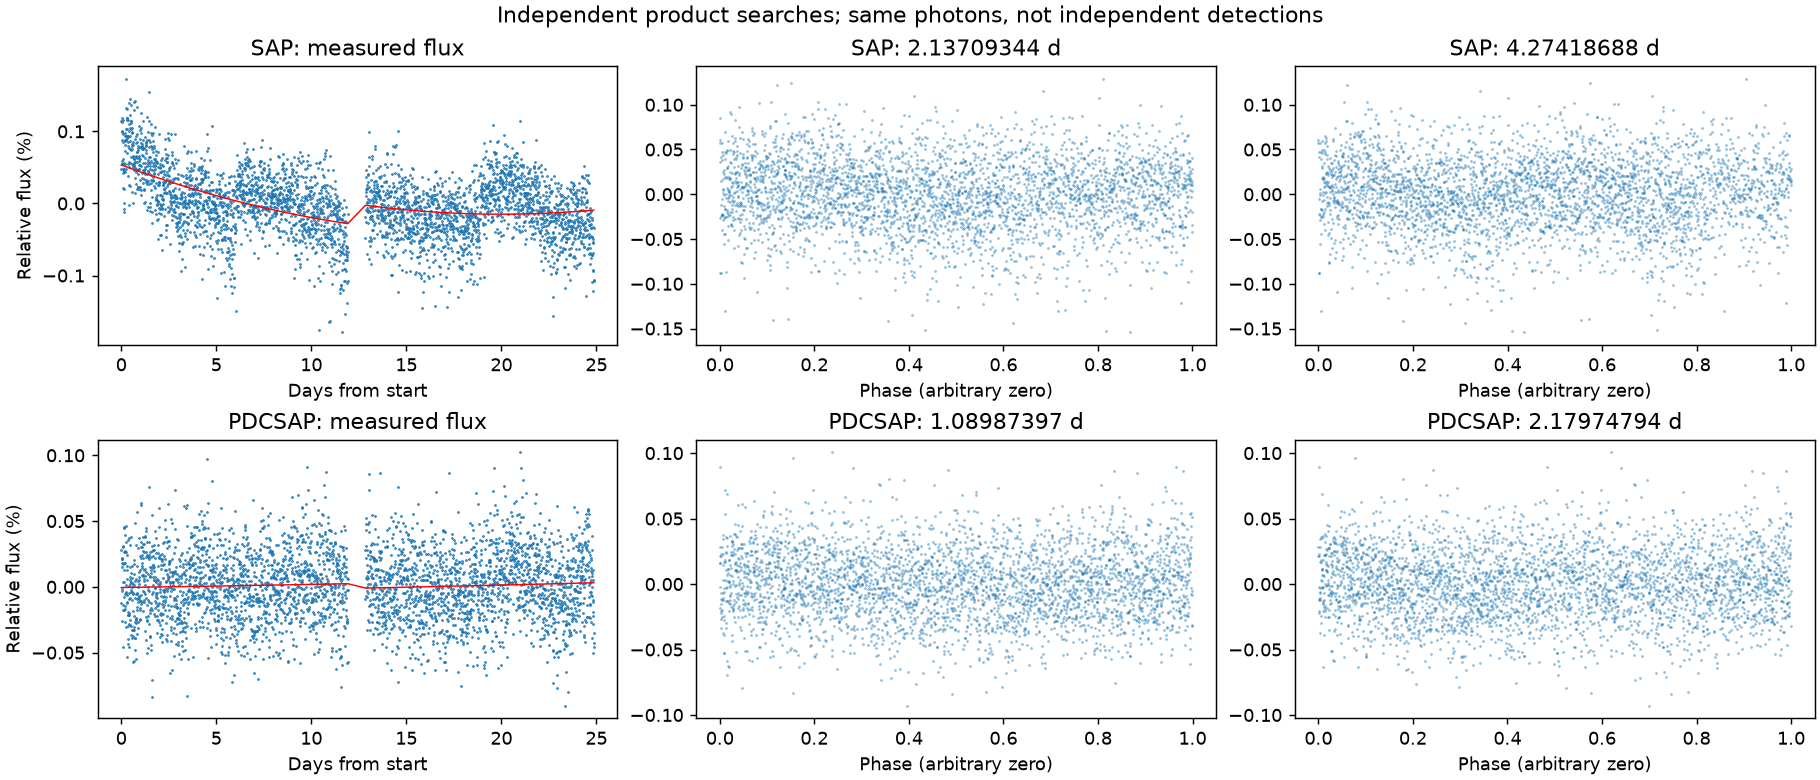 Independent product searches; same photons, not independent detections
SAP: measured flux
SAP: 2.13709344 d
SAP: 4.27418688 d
Relative flux (%)
0.1
0.0
−0.1
0 5 10 15 20 25
Days from start
0.10
0.05
0.00
−0.05
−0.10
−0.15
0.0 0.2 0.4 0.6 0.8 1.0
Phase (arbitrary zero)
0.10
0.05
0.00
−0.05
−0.10
−0.15
0.0 0.2 0.4 0.6 0.8 1.0
Phase (arbitrary zero)
PDCSAP: measured flux
PDCSAP: 1.08987397 d
PDCSAP: 2.17974794 d
Relative flux (%)
0.10
0.05
0.00
−0.05
0 5 10 15 20 25
Days from start
0.10
0.05
0.00
−0.05
−0.10
0.0 0.2 0.4 0.6 0.8 1.0
Phase (arbitrary zero)
0.10
0.05
0.00
−0.05
−0.10
0.0 0.2 0.4 0.6 0.8 1.0
Phase (arbitrary zero)